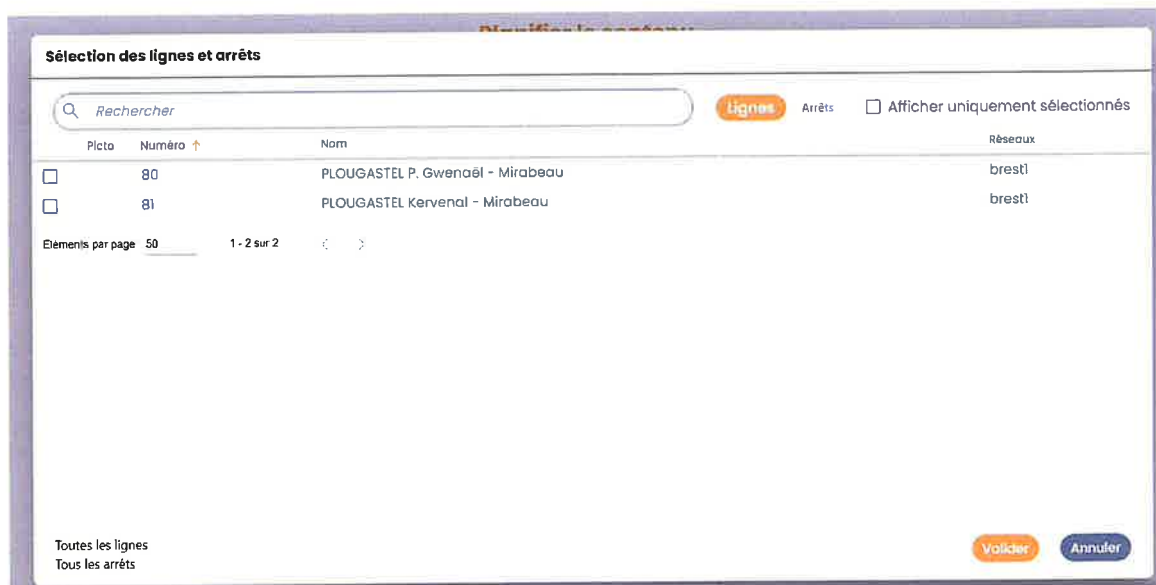 Sélection des lignes et arrêts
Rechercher
Lignes Arrêts Afficher uniquement sélectionnés
Picto Numéro ↑ Nom Réseaux
80 PLOUGASTEL P. Gwenaël - Mirabeau brest1
81 PLOUGASTEL Kervenal - Mirabeau brest1
Eléments par page 50 1 - 2 sur 2
Toutes les lignes
Tous les arrêts
Valider Annuler